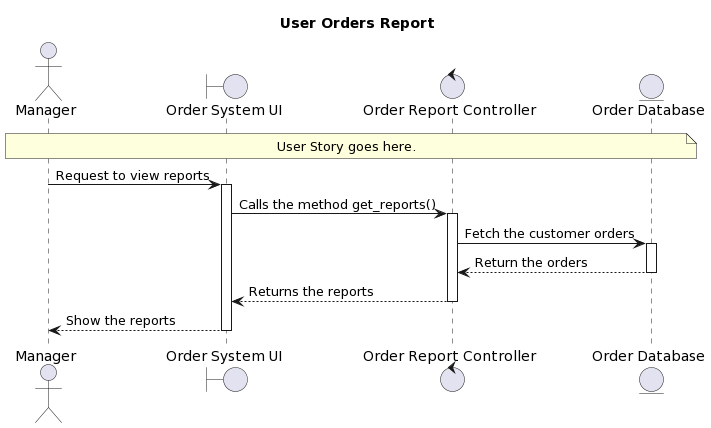 User Orders Report
Manager
Order System UI
Order Report Controller
Order Database
User Story goes here.
Request to view reports
Calls the method get_reports()
Fetch the customer orders
Return the orders
Returns the reports
Show the reports
Manager
Order System UI
Order Report Controller
Order Database